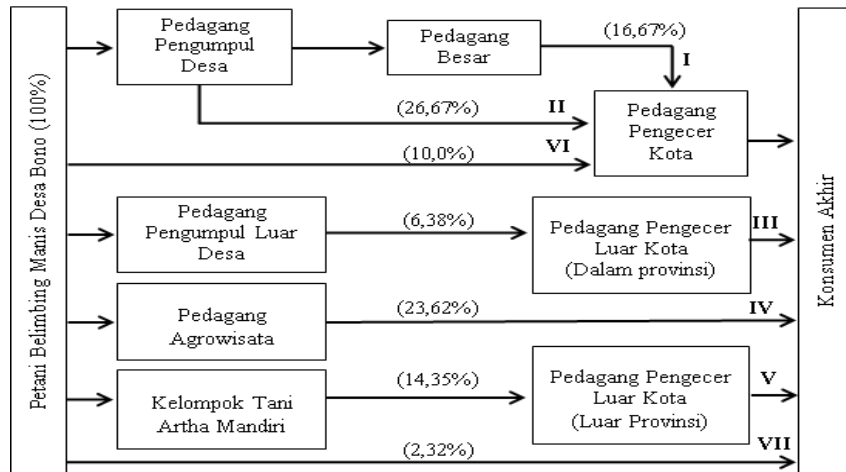 Petani Belimbing Manis Desa Bono (100%)
Pedagang
Pengumpul
Desa
Pedagang
Besar
(16,67%)
I
(26,67%)
II
Pedagang
Pengecer
Kota
(10,0%)
VI
Pedagang
Pengumpul Luar
Desa
(6,38%)
Pedagang Pengecer
Luar Kota
(Dalam provinsi)
III
Pedagang
Agrowisata
(23,62%)
IV
Kelompok Tani
Artha Mandiri
(14,35%)
Pedagang Pengecer
Luar Kota
(Luar Provinsi)
V
(2,32%)
VII
Konsumen Akhir